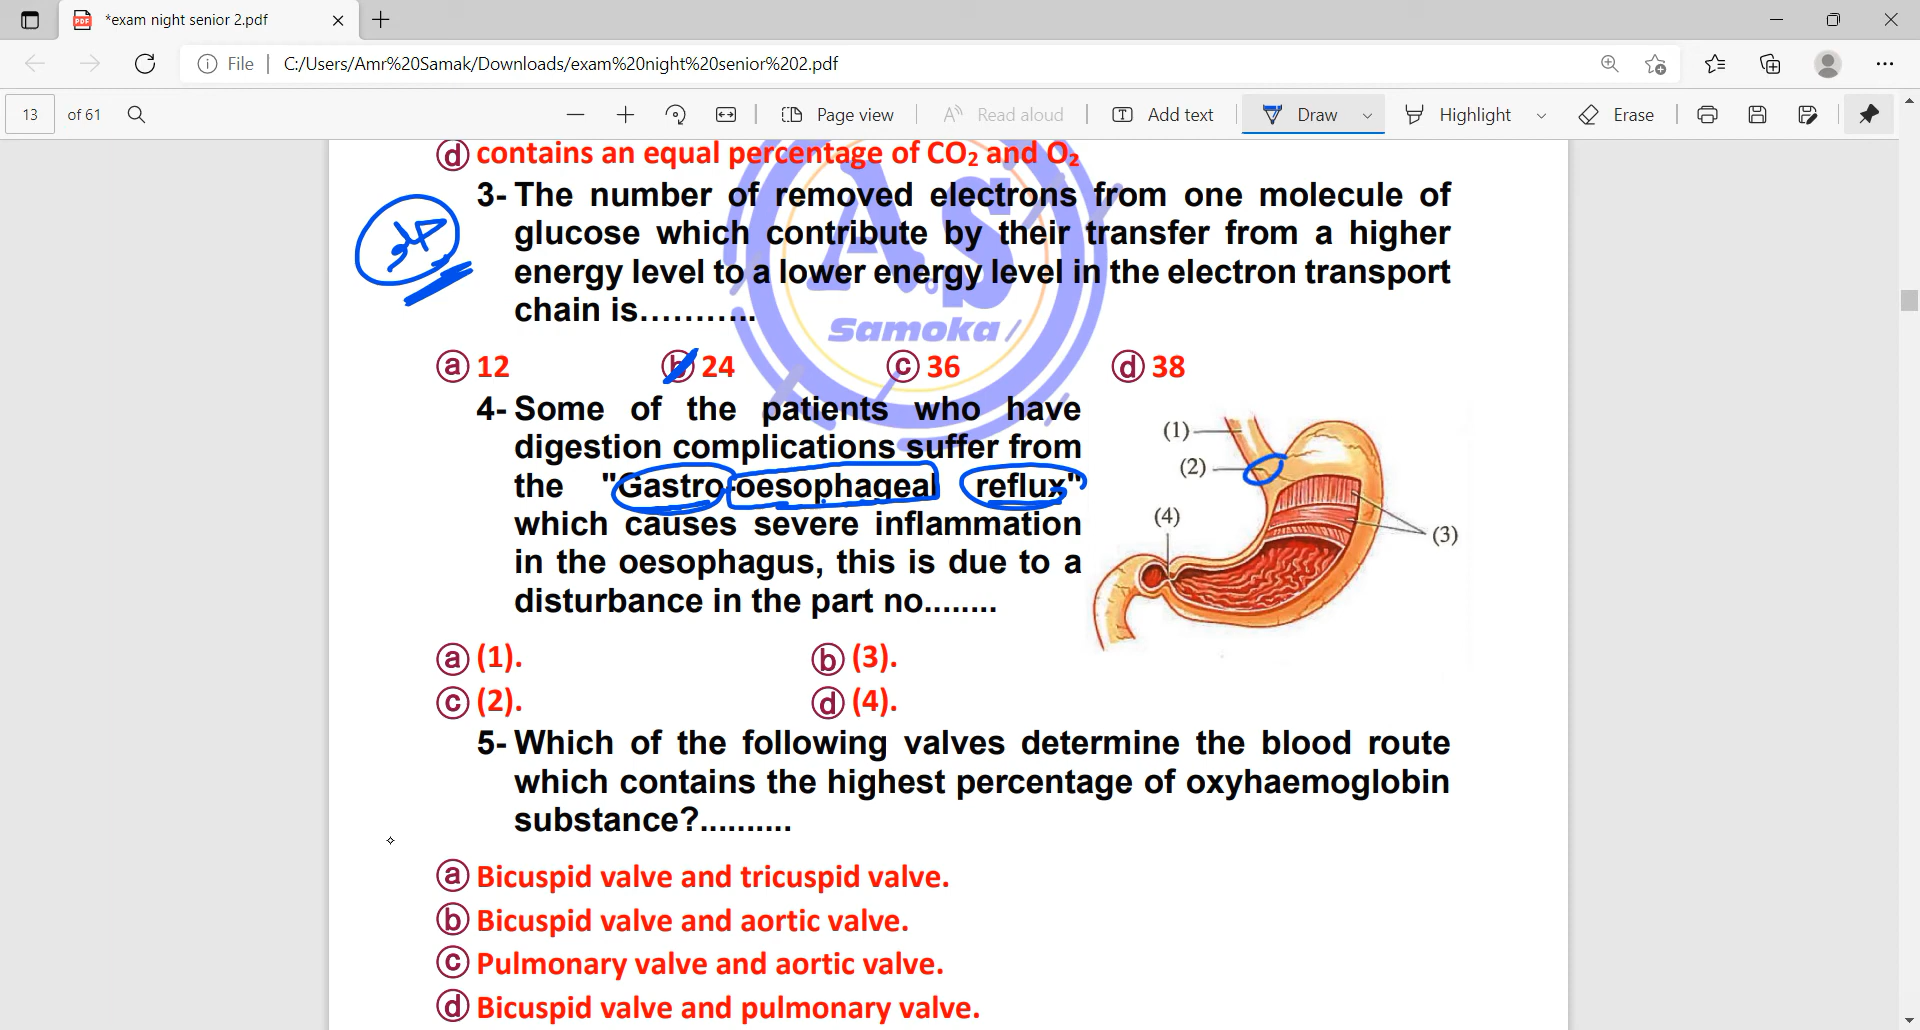 *exam night senior 2.pdf
File
C:/Users/Amr%20Samak/Downloads/exam%20night%20senior%202.pdf
13 of 61
Page view
Read aloud
Add text
Draw
Highlight
Erase
d contains an equal percentage of CO₂ and O₂
3- The number of removed electrons from one molecule of
glucose which contribute by their transfer from a higher
energy level to a lower energy level in the electron transport
chain is...........
24
A.S
Samoka
a 12
b 24
c 36
d 38
4- Some of the patients who have
digestion complications suffer from
the "Gastro-oesophageal reflux"
which causes severe inflammation
in the oesophagus, this is due to a
disturbance in the part no........
(1)
(2)
(3)
(4)
a (1).
b (3).
c (2).
d (4).
5- Which of the following valves determine the blood route
which contains the highest percentage of oxyhaemoglobin
substance?..........
a Bicuspid valve and tricuspid valve.
b Bicuspid valve and aortic valve.
c Pulmonary valve and aortic valve.
d Bicuspid valve and pulmonary valve.